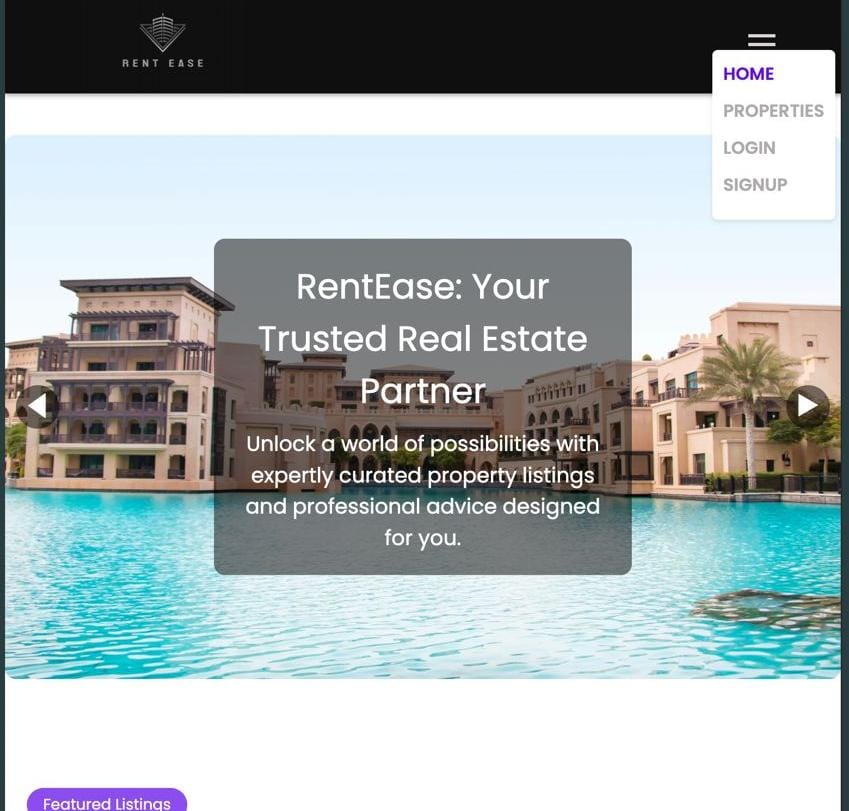 RENT EASE
HOME
PROPERTIES
LOGIN
SIGNUP
RentEase: Your
Trusted Real Estate
Partner
Unlock a world of possibilities with
expertly curated property listings
and professional advice designed
for you.
Featured Listings